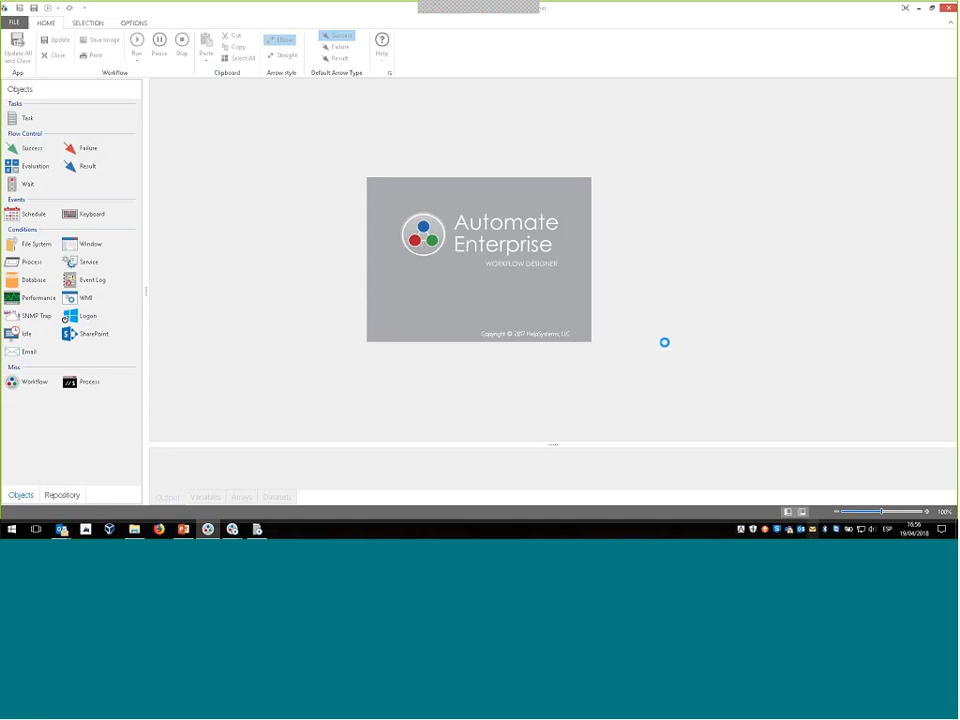 FILE HOME SELECTION OPTIONS
Update All and Close
Update
Close
Save Image
Print
Run
Pause
Stop
Paste
Cut
Copy
Select All
Elbow
Straight
Success
Failure
Result
Help
App Workflow Clipboard Arrow style Default Arrow Type
Objects
Tasks
Task
Flow Control
Success Failure
Evaluation Result
Wait
Events
Schedule Keyboard
Conditions
File System Window
Process Service
Database Event Log
Performance WMI
SNMP Trap Logon
Idle SharePoint
Email
Misc
Workflow Process
Objects Repository
Automate
Enterprise
WORKFLOW DESIGNER
Copyright © 2017 HelpSystems, LLC
Output Variables Arrays Datasets
100%
ESP
16:56
19/04/2018